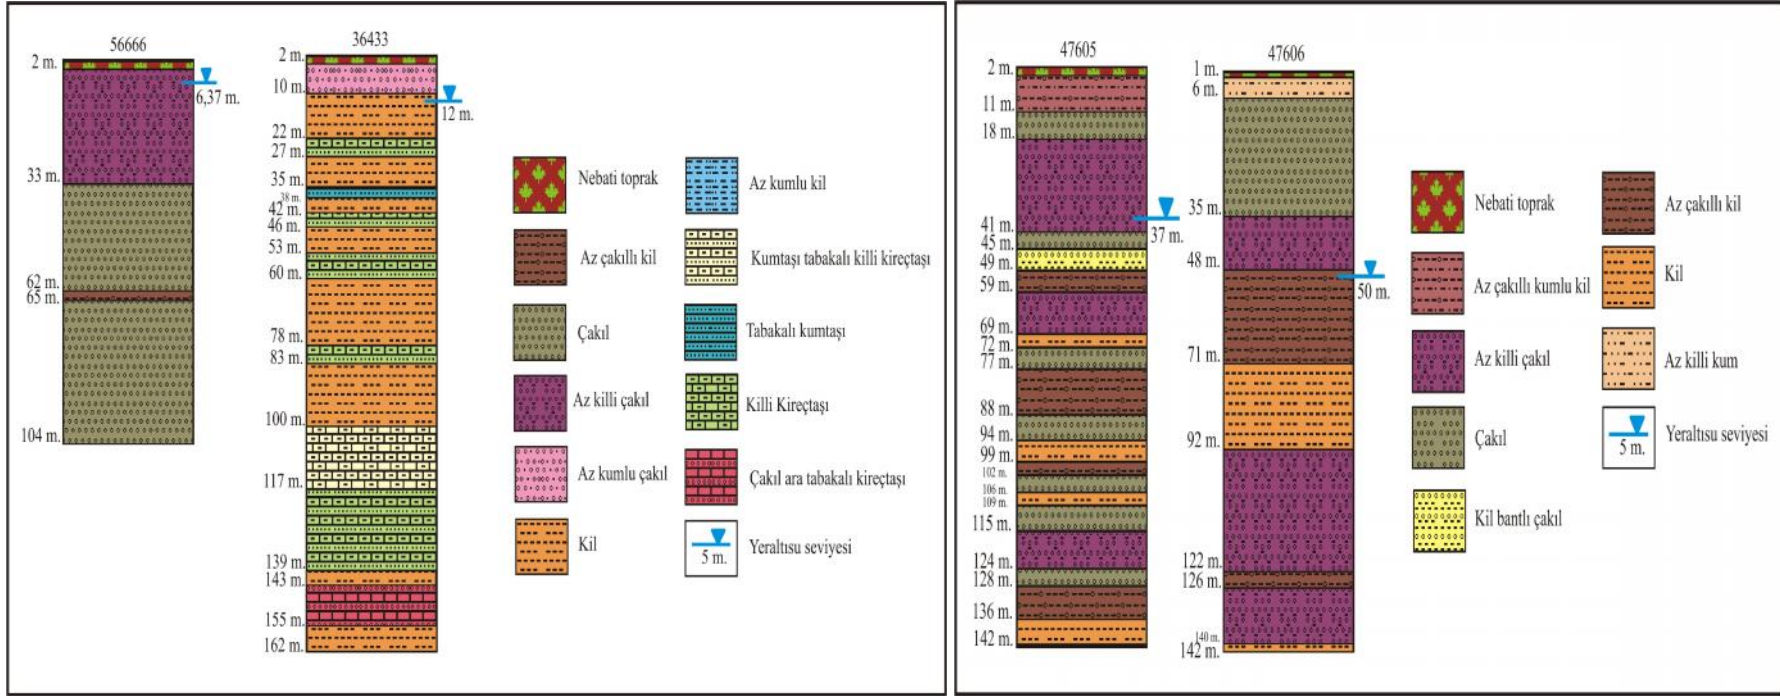 56666
2 m.
6,37 m.
33 m.
62 m.
65 m.
104 m.
36433
2 m.
10 m.
12 m.
22 m.
27 m.
35 m.
38 m.
42 m.
46 m.
53 m.
60 m.
78 m.
83 m.
100 m.
117 m.
139 m.
143 m.
155 m.
162 m.
Nebati toprak
Az çakıllı kil
Çakıl
Az killi çakıl
Az kumlu çakıl
Kil
Az kumlu kil
Kumtaşı tabakalı killi kireçtaşı
Tabakalı kumtaşı
Killi Kireçtaşı
Çakıl ara tabakalı kireçtaşı
5 m.
Yeraltısu seviyesi
47605
2 m.
11 m.
18 m.
37 m.
41 m.
45 m.
49 m.
59 m.
69 m.
72 m.
77 m.
88 m.
94 m.
99 m.
102 m.
106 m.
109 m.
115 m.
124 m.
128 m.
136 m.
142 m.
47606
1 m.
6 m.
35 m.
48 m.
50 m.
71 m.
92 m.
122 m.
126 m.
140 m.
142 m.
Nebati toprak
Az çakıllı kumlu kil
Az killi çakıl
Çakıl
Kil bantlı çakıl
Az çakıllı kil
Kil
Az killi kum
5 m.
Yeraltısu seviyesi